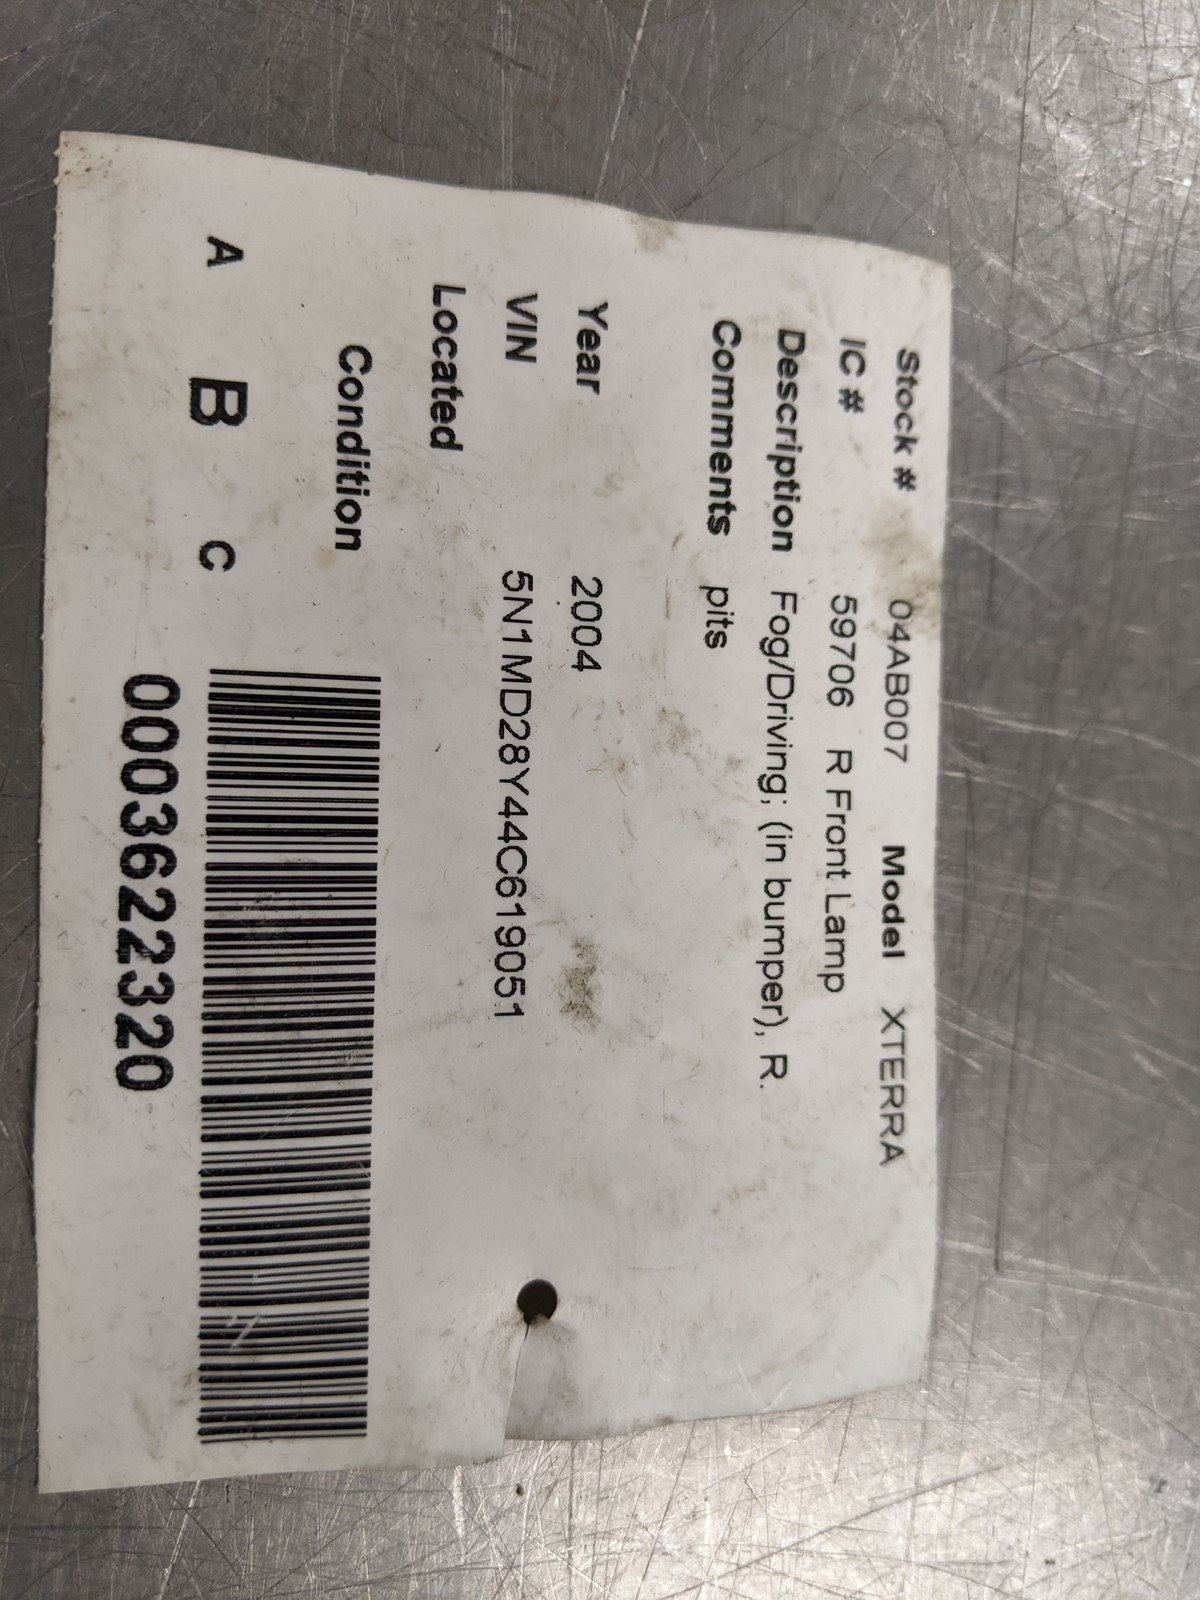 Stock # 04AB007 Model XTERRA
IC # 59706 R Front Lamp
Description Fog/Driving; (in bumper), R.
Comments pits
Year 2004
VIN 5N1MD28Y44C619051
Located
Condition
A B C
0003622320